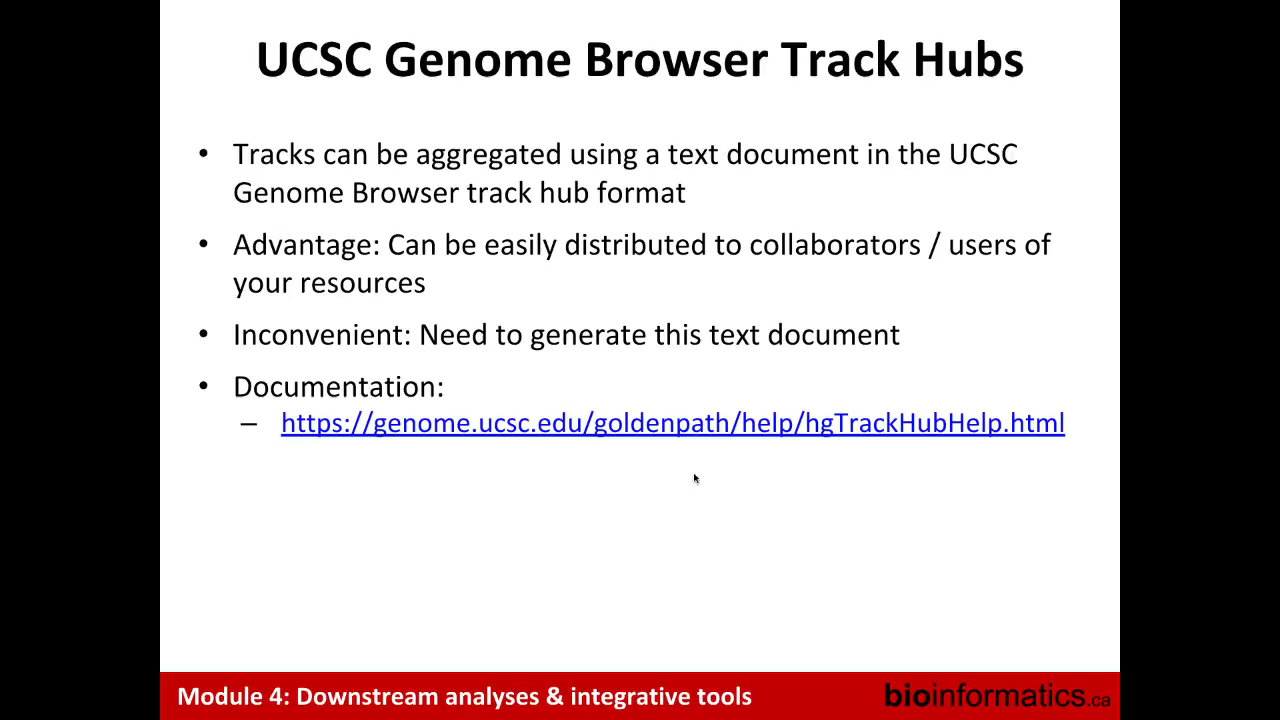 UCSC Genome Browser Track Hubs
• Tracks can be aggregated using a text document in the UCSC
Genome Browser track hub format
• Advantage: Can be easily distributed to collaborators / users of
your resources
• Inconvenient: Need to generate this text document
• Documentation:
– https://genome.ucsc.edu/goldenpath/help/hgTrackHubHelp.html
Module 4: Downstream analyses & integrative tools
bioinformatics.ca